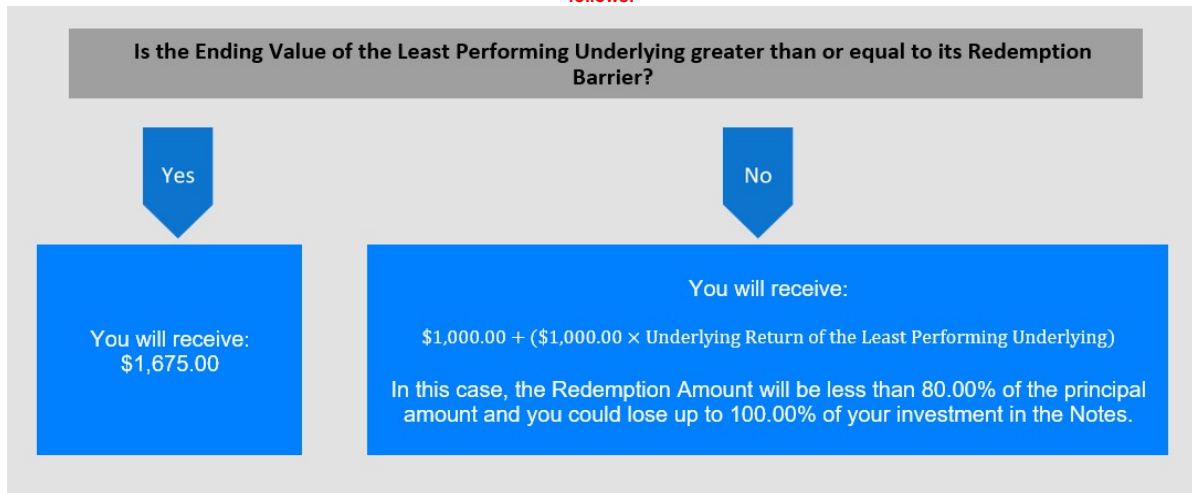 Is the Ending Value of the Least Performing Underlying greater than or equal to its Redemption
Barrier?
Yes
No
You will receive:
$1,675.00
You will receive:
$1,000.00 + ($1,000.00 × Underlying Return of the Least Performing Underlying)
In this case, the Redemption Amount will be less than 80.00% of the principal
amount and you could lose up to 100.00% of your investment in the Notes.